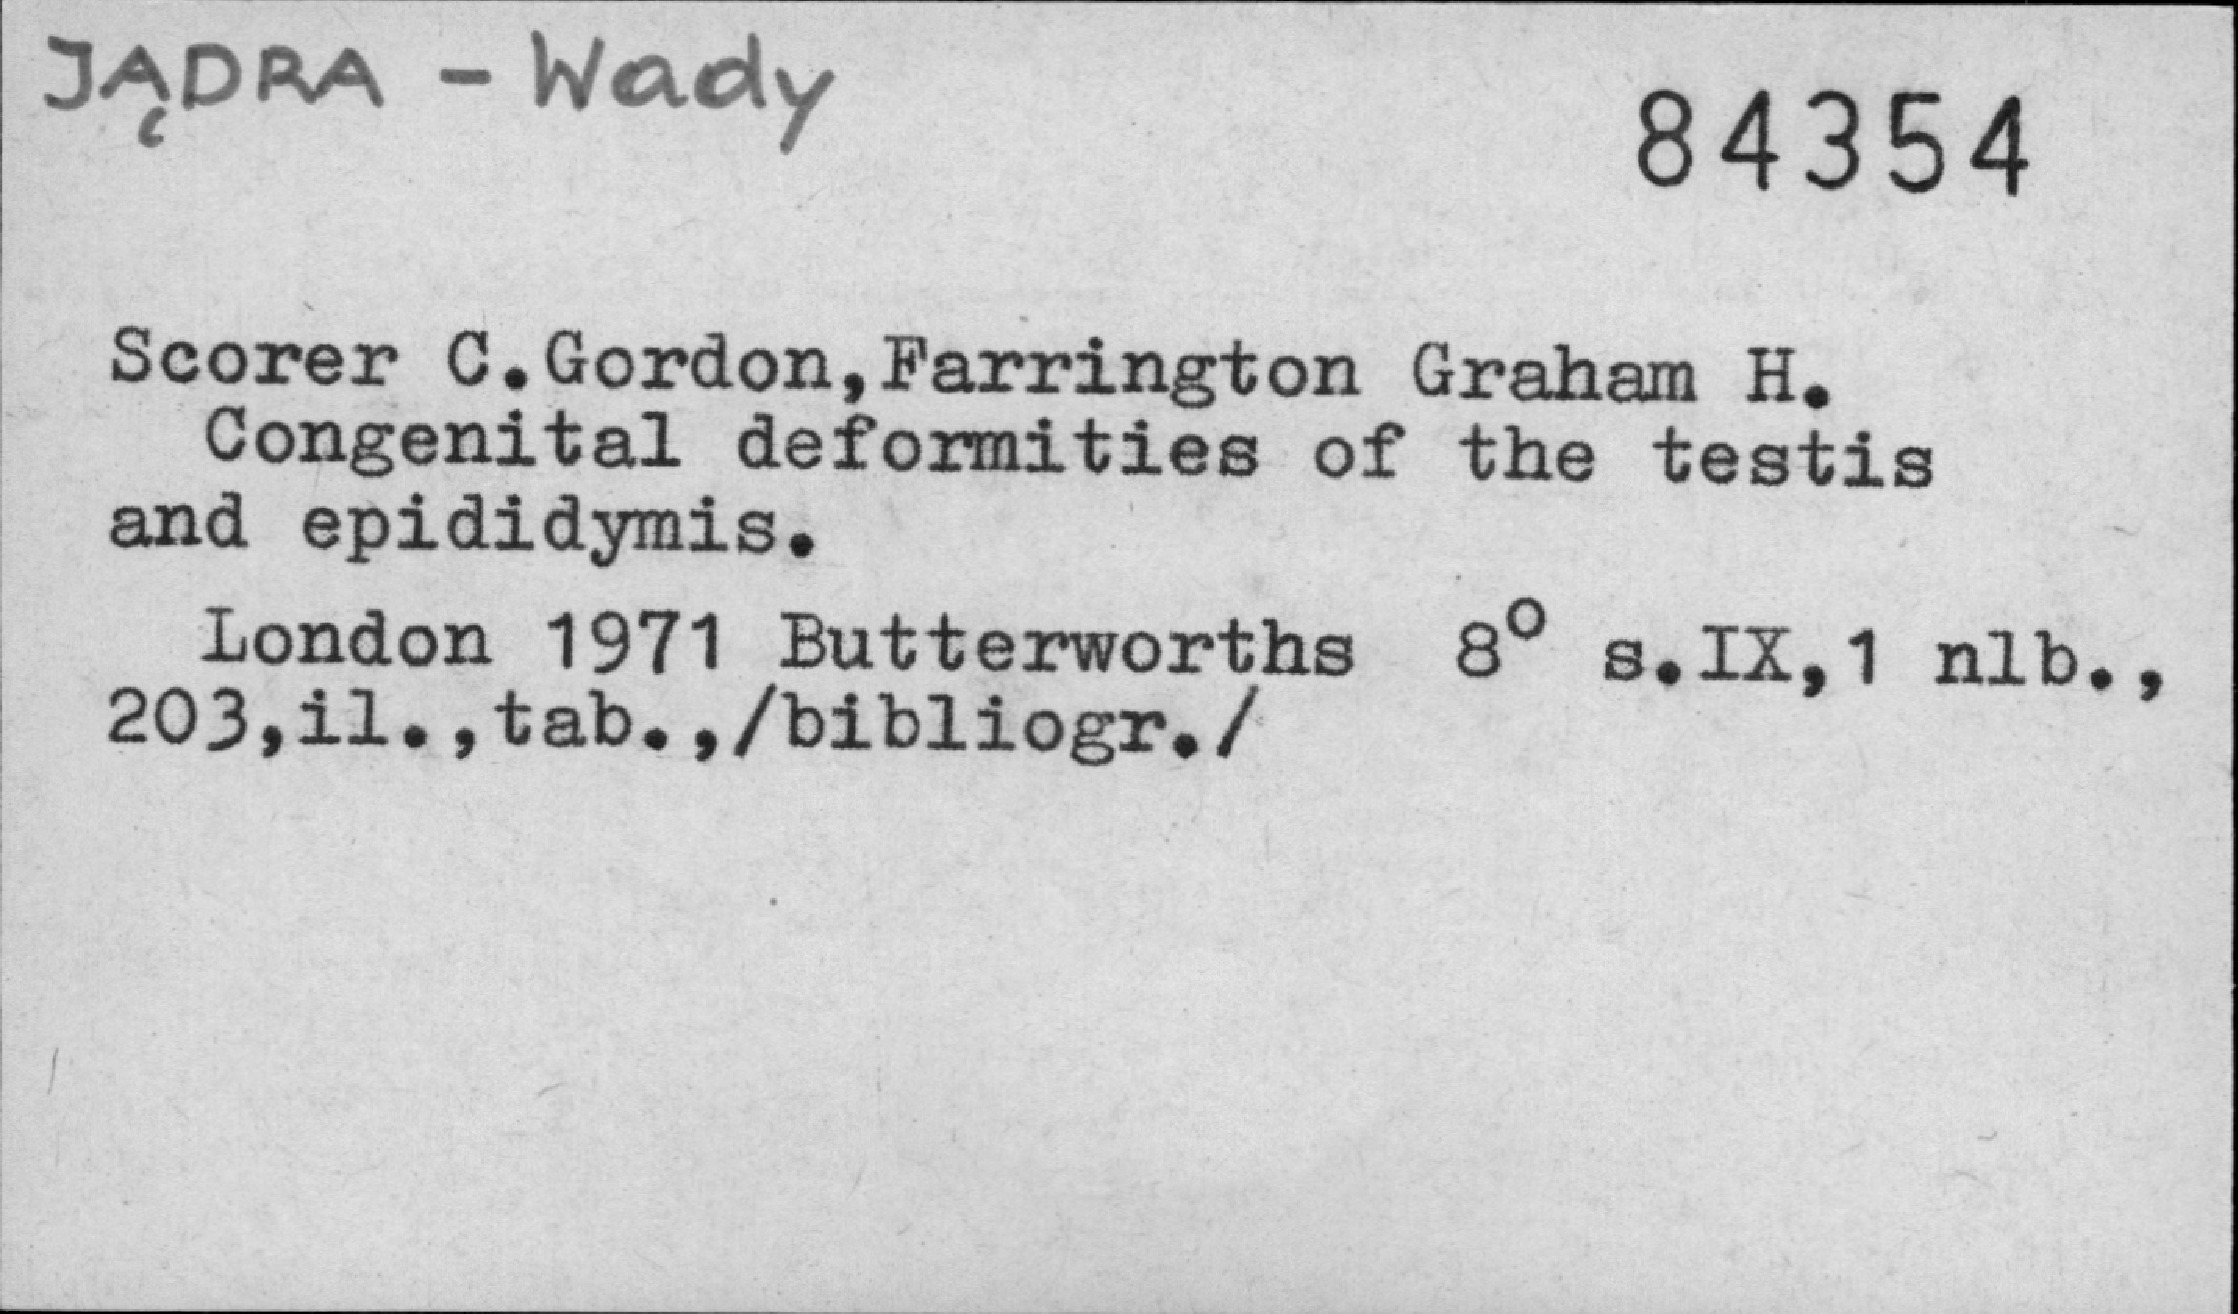 JĄDRA - Wady
84354
Scorer C.Gordon,Farrington Graham H.
Congenital deformities of the testis
and epididymis.
London 1971 Butterworths 8° s.IX,1 nlb.,
203,il.,tab.,/bibliogr./